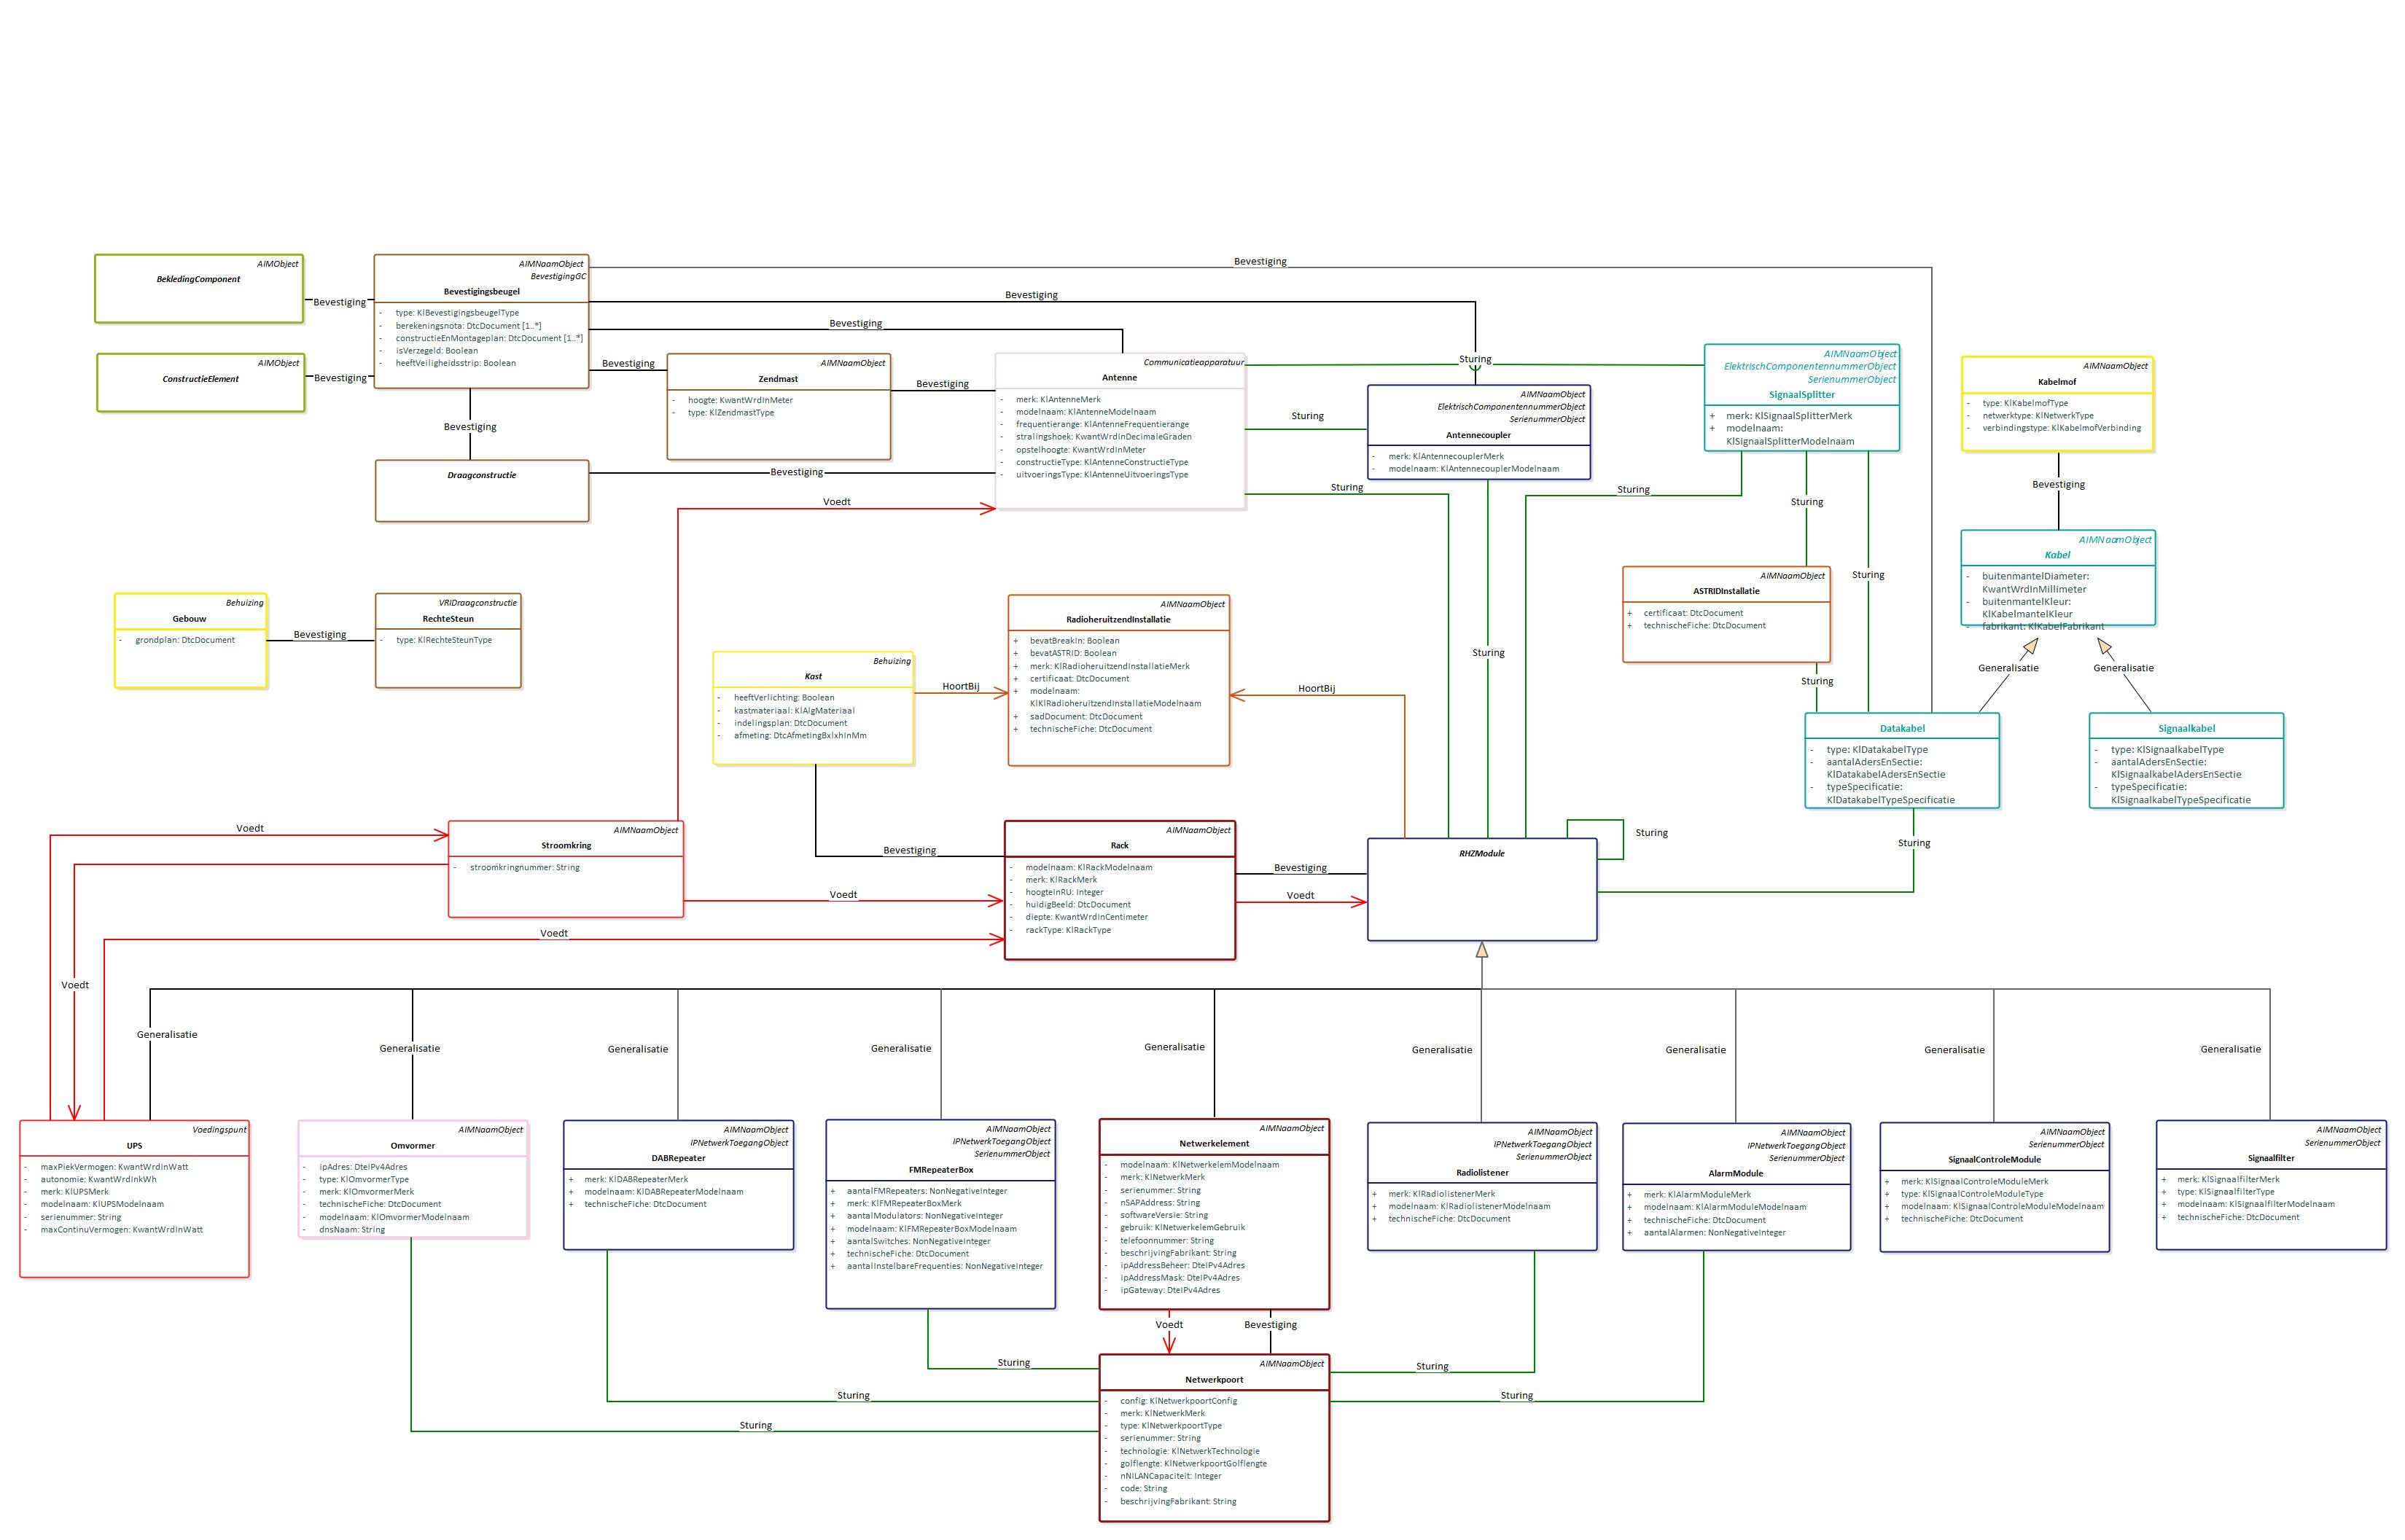 AIMObject
BekledingComponent
Bevestiging
AIMObject
ConstructieElement
Bevestiging
AIMNaamObject
BevestigingGC
Bevestigingsbeugel
- type: KlBevestigingsbeugelType
- berekeningsnota: DtcDocument [1..*]
- constructieEnMontageplan: DtcDocument [1..*]
- isVerzegeld: Boolean
- heeftVeiligheidsstrip: Boolean
Bevestiging
Bevestiging
Bevestiging
Bevestiging
Bevestiging
Draagconstructie
Bevestiging
AIMNaamObject
Zendmast
- hoogte: KwantWrdInMeter
- type: KlZendmastType
Bevestiging
Communicatieapparatuur
Antenne
- merk: KlAntenneMerk
- modelnaam: KlAntenneModelnaam
- frequentierange: KlAntenneFrequentierange
- stralingshoek: KwantWrdInDecimaleGraden
- opstelhoogte: KwantWrdInMeter
- constructieType: KlAntenneConstructieType
- uitvoeringsType: KlAntenneUitvoeringsType
Voedt
Sturing
Sturing
Sturing
AIMNaamObject
ElektrischComponentennummerObject
SerienummerObject
Antennecoupler
- merk: KlAntennecouplerMerk
- modelnaam: KlAntennecouplerModelnaam
AIMNaamObject
ElektrischComponentennummerObject
SerienummerObject
SignaalSplitter
+ merk: KlSignaalSplitterMerk
+ modelnaam:
KlSignaalSplitterModelnaam
Sturing
Sturing
Sturing
Sturing
AIMNaamObject
Kabelmof
- type: KlKabelmofType
- netwerktype: KlNetwerkType
- verbindingstype: KlKabelmofVerbinding
Bevestiging
AIMNaamObject
Kabel
- buitenmantelDiameter:
KwantWrdInMillimeter
- buitenmantelKleur:
KlKabelmantelKleur
- fabrikant: KlKabelFabrikant
Generalisatie
Generalisatie
AIMNaamObject
ASTRIDInstallatie
+ certificaat: DtcDocument
+ technischeFiche: DtcDocument
Sturing
Datakabel
- type: KlDatakabelType
- aantalAdersEnSectie:
KlDatakabelAdersEnSectie
- typeSpecificatie:
KlDatakabelTypeSpecificatie
Sturing
Signaalkabel
- type: KlSignaalkabelType
- aantalAdersEnSectie:
KlSignaalkabelAdersEnSectie
- typeSpecificatie:
KlSignaalkabelTypeSpecificatie
Behuizing
Gebouw
- grondplan: DtcDocument
Bevestiging
VRIDraagconstructie
RechteSteun
- type: KlRechteSteunType
Behuizing
Kast
- heeftVerlichting: Boolean
- kastmateriaal: KlAlgMateriaal
- indelingsplan: DtcDocument
- afmeting: DtcAfmetingBxlxhInMm
HoortBij
AIMNaamObject
RadioheruitzendInstallatie
+ bevatBreakIn: Boolean
+ bevatASTRID: Boolean
+ merk: KlRadioheruitzendInstallatieMerk
+ certificaat: DtcDocument
+ modelnaam:
KlKlRadioheruitzendInstallatieModelnaam
+ sadDocument: DtcDocument
+ technischeFiche: DtcDocument
HoortBij
Voedt
AIMNaamObject
Stroomkring
- stroomkringnummer: String
Voedt
Voedt
Voedt
Bevestiging
AIMNaamObject
Rack
- modelnaam: KlRackModelnaam
- merk: KlRackMerk
- hoogteInRU: Integer
- huidigBeeld: DtcDocument
- diepte: KwantWrdInCentimeter
- rackType: KlRackType
Bevestiging
Voedt
RHZModule
Sturing
Generalisatie
Generalisatie
Generalisatie
Generalisatie
Generalisatie
Generalisatie
Generalisatie
Generalisatie
Generalisatie
Voedingspunt
UPS
- maxPiekVermogen: KwantWrdInWatt
- autonomie: KwantWrdInkWh
- merk: KlUPSMerk
- modelnaam: KlUPSModelnaam
- serienummer: String
- maxContinuVermogen: KwantWrdInWatt
AIMNaamObject
Omvormer
- ipAdres: DteIPv4Adres
- type: KlOmvormerType
- merk: KlOmvormerMerk
- technischeFiche: DtcDocument
- modelnaam: KlOmvormerModelnaam
- dnsNaam: String
AIMNaamObject
IPNetwerkToegangObject
DABRepeater
+ merk: KlDABRepeaterMerk
+ modelnaam: KlDABRepeaterModelnaam
+ technischeFiche: DtcDocument
AIMNaamObject
IPNetwerkToegangObject
SerienummerObject
FMRepeaterBox
+ aantalFMRepeaters: NonNegativeInteger
+ merk: KlFMRepeaterBoxMerk
+ aantalModulators: NonNegativeInteger
+ modelnaam: KlFMRepeaterBoxModelnaam
+ aantalSwitches: NonNegativeInteger
+ technischeFiche: DtcDocument
+ aantalInstelbareFrequenties: NonNegativeInteger
AIMNaamObject
Netwerkelement
- modelnaam: KlNetwerkelemModelnaam
- merk: KlNetwerkMerk
- serienummer: String
- nSAPAddress: String
- softwareVersie: String
- gebruik: KlNetwerkelemGebruik
- telefoonnummer: String
- beschrijvingFabrikant: String
- ipAddressBeheer: DteIPv4Adres
- ipAddressMask: DteIPv4Adres
- ipGateway: DteIPv4Adres
AIMNaamObject
IPNetwerkToegangObject
SerienummerObject
Radiolistener
+ merk: KlRadiolistenerMerk
+ modelnaam: KlRadiolistenerModelnaam
+ technischeFiche: DtcDocument
AIMNaamObject
IPNetwerkToegangObject
SerienummerObject
AlarmModule
+ merk: KlAlarmModuleMerk
+ modelnaam: KlAlarmModuleModelnaam
+ technischeFiche: DtcDocument
+ aantalAlarmen: NonNegativeInteger
AIMNaamObject
SerienummerObject
SignaalControleModule
+ merk: KlSignaalControleModuleMerk
+ type: KlSignaalControleModuleType
+ modelnaam: KlSignaalControleModuleModelnaam
+ technischeFiche: DtcDocument
AIMNaamObject
SerienummerObject
Signaalfilter
+ merk: KlSignaalfilterMerk
+ type: KlSignaalfilterType
+ modelnaam: KlSignaalfilterModelnaam
+ technischeFiche: DtcDocument
Voedt
Bevestiging
Sturing
Sturing
Sturing
Sturing
Sturing
AIMNaamObject
Netwerkpoort
- config: KlNetwerkpoortConfig
- merk: KlNetwerkMerk
- type: KlNetwerkpoortType
- serienummer: String
- technologie: KlNetwerkTechnologie
- golflengte: KlNetwerkpoortGolflengte
- nNILANCapaciteit: Integer
- code: String
- beschrijvingFabrikant: String